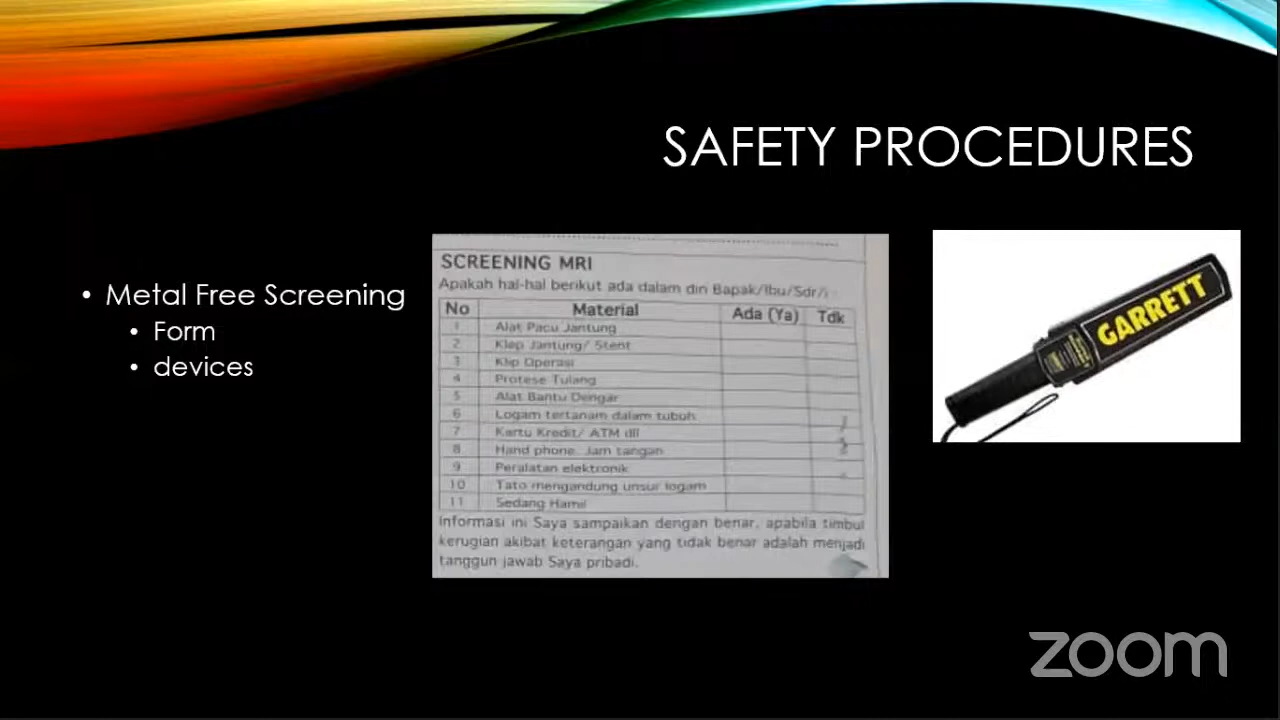 SAFETY PROCEDURES
• Metal Free Screening
• Form
• devices
SCREENING MRI
Apakah hal-hal berikut ada dalam diri Bapak/Ibu/Sdr/i
No Material Ada (Ya) Tdk
1 Alat Pacu Jantung
2 Klep Jantung/ Stent
3 Klip Operasi
4 Protese Tulang
5 Alat Bantu Dengar
6 Logam tertanam dalam tubuh
7 Kartu Kredit/ ATM dll
8 Hand phone. Jam tangan
9 Peralatan elektronik
10 Tato mengandung unsur logam
11 Sedang Hamil
Informasi ini Saya sampaikan dengan benar, apabila timbul
kerugian akibat keterangan yang tidak benar adalah menjadi
tanggun jawab Saya pribadi.
GARRETT
zoom